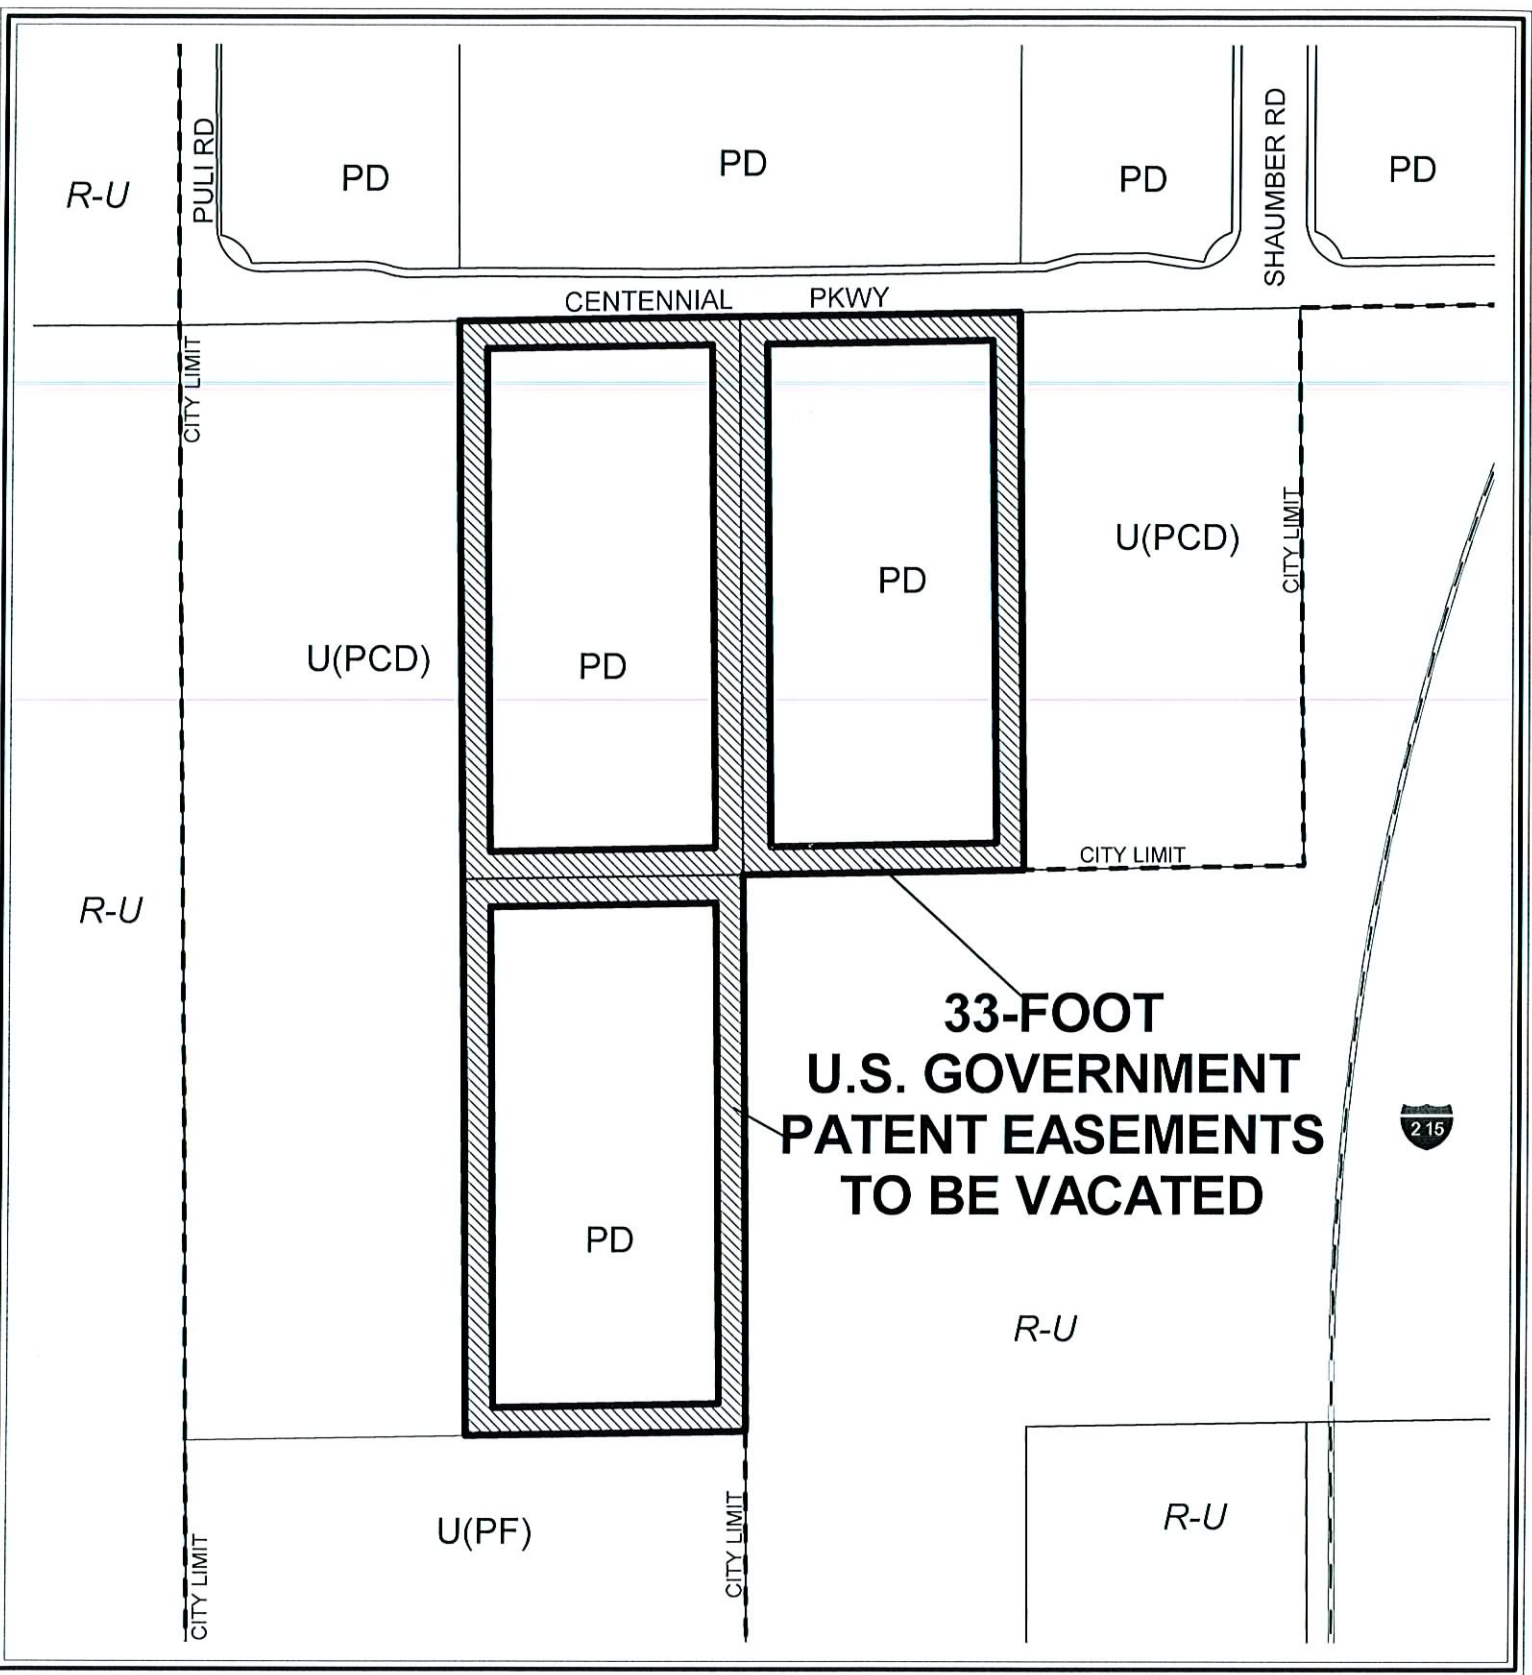 R-U
PULI RD
PD
PD
PD
SHAUMBER RD
PD
CENTENNIAL PKWY
CITY LIMIT
U(PCD)
PD
PD
U(PCD)
CITY LIMIT
CITY LIMIT
R-U
33-FOOT
U.S. GOVERNMENT
PATENT EASEMENTS
TO BE VACATED
215
PD
R-U
U(PF)
CITY LIMIT
CITY LIMIT
R-U